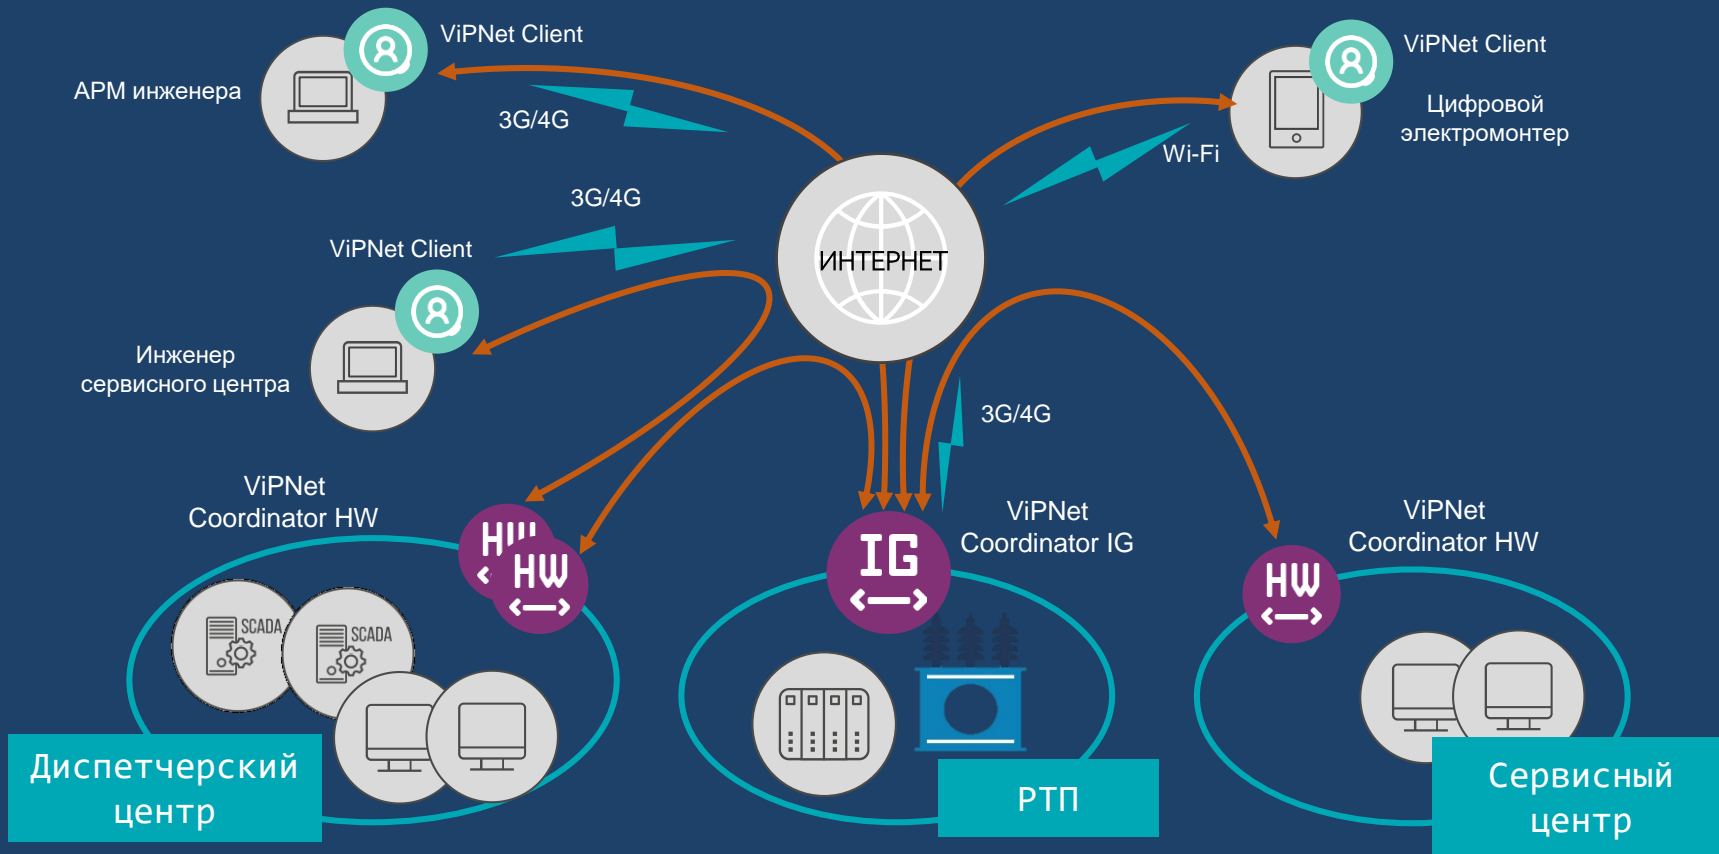 ViPNet Client
АРМ инженера
3G/4G
ViPNet Client
Цифровой
электромонтер
Wi-Fi
3G/4G
ViPNet Client
ИНТЕРНЕТ
Инженер
сервисного центра
3G/4G
ViPNet
Coordinator HW
HW
HW
ViPNet
Coordinator IG
IG
ViPNet
Coordinator HW
HW
SCADA
SCADA
Диспетчерский
центр
РТП
Сервисный
центр